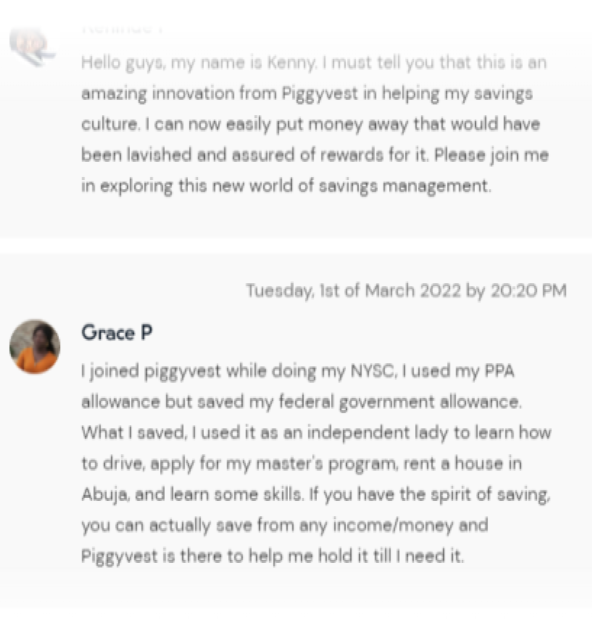 Hello guys, my name is Kenny. I must tell you that this is an
amazing innovation from Piggyvest in helping my savings
culture. I can now easily put money away that would have
been lavished and assured of rewards for it. Please join me
in exploring this new world of savings management.
Tuesday, 1st of March 2022 by 20:20 PM
Grace P
I joined piggyvest while doing my NYSC, I used my PPA
allowance but saved my federal government allowance.
What I saved, I used it as an independent lady to learn how
to drive, apply for my master's program, rent a house in
Abuja, and learn some skills. If you have the spirit of saving,
you can actually save from any income/money and
Piggyvest is there to help me hold it till I need it.